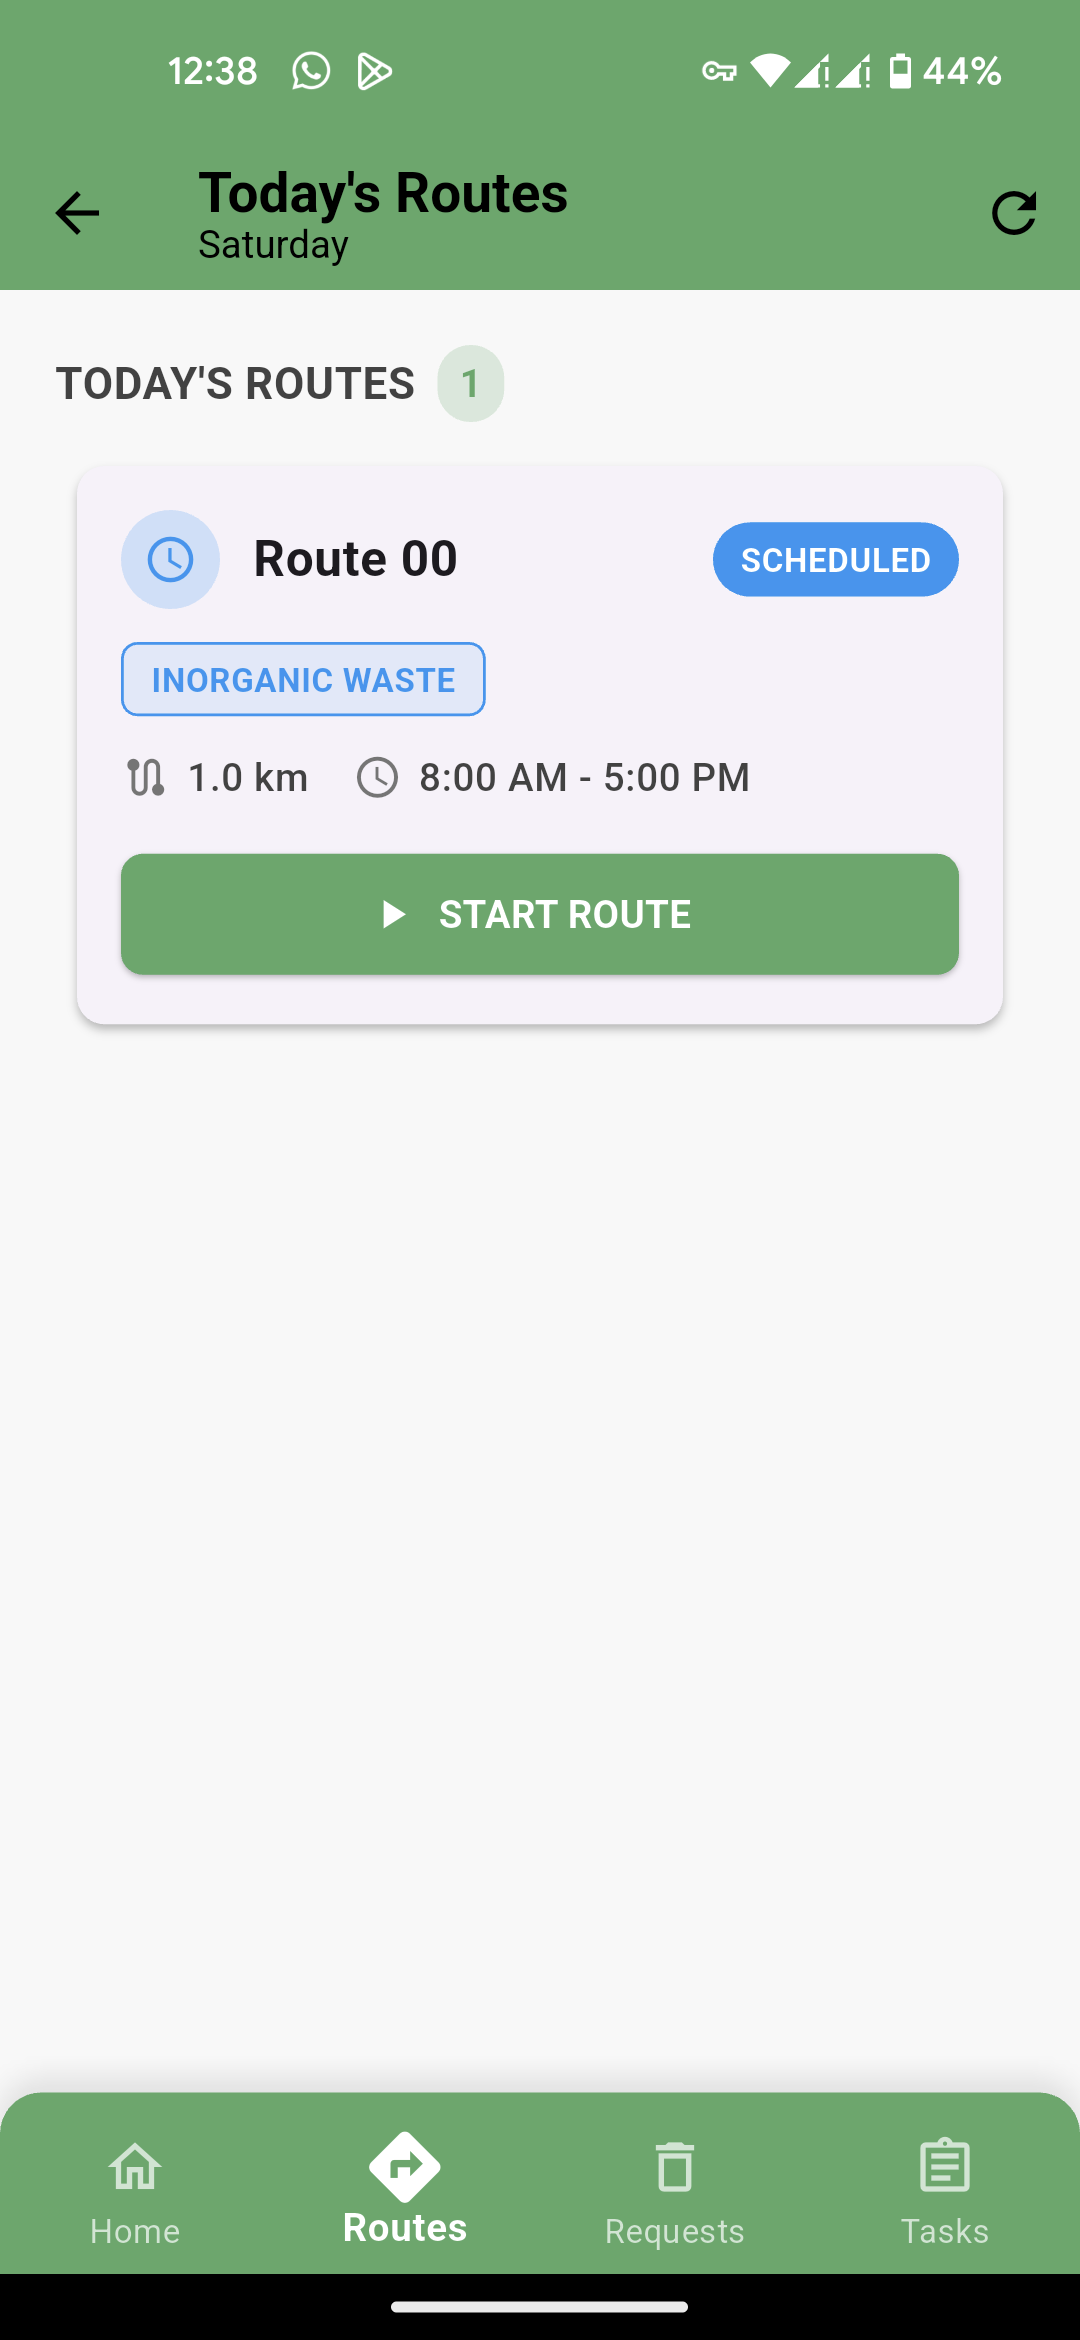 12:38
44%
Today's Routes
Saturday
TODAY'S ROUTES 1
Route 00
SCHEDULED
INORGANIC WASTE
1.0 km
8:00 AM - 5:00 PM
START ROUTE
Home
Routes
Requests
Tasks